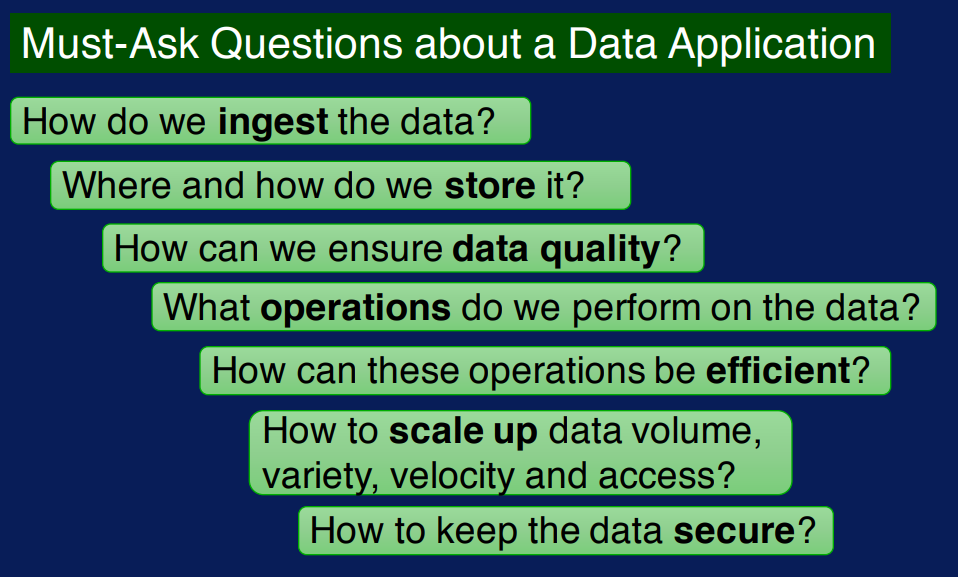 Must-Ask Questions about a Data Application
How do we ingest the data?
Where and how do we store it?
How can we ensure data quality?
What operations do we perform on the data?
How can these operations be efficient?
How to scale up data volume,
variety, velocity and access?
How to keep the data secure?